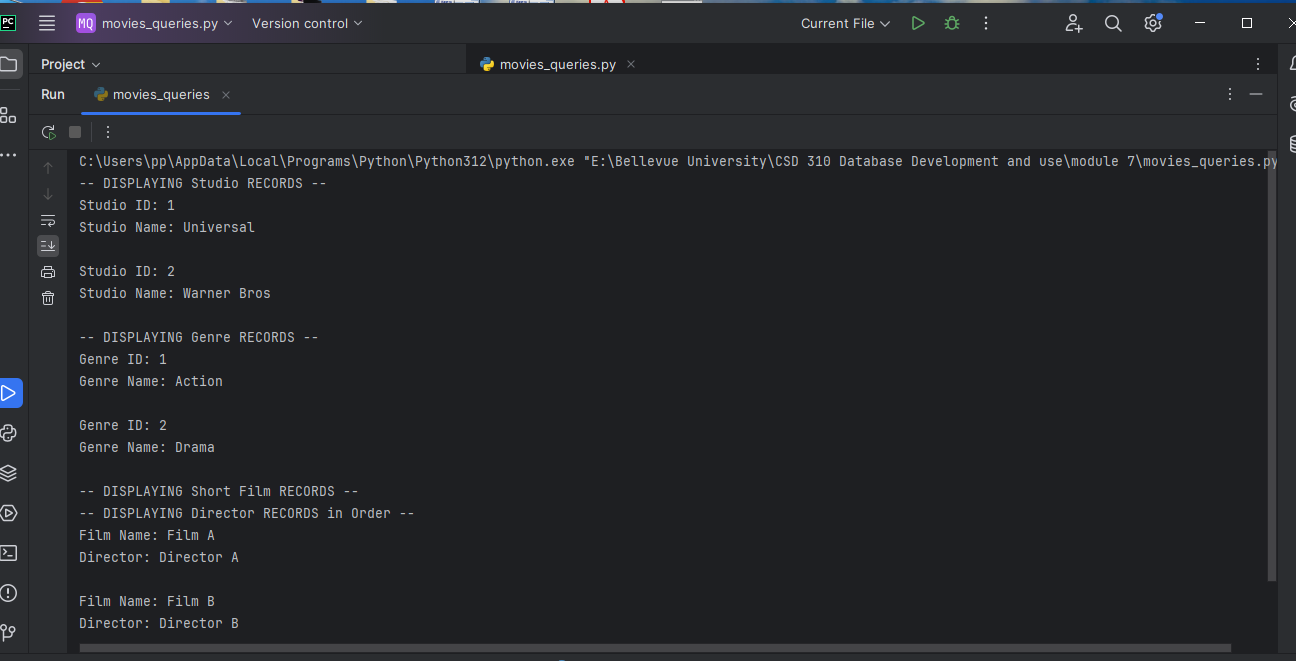 PC
MQ movies_queries.py Version control Current File
Project movies_queries.py
Run movies_queries
C:\Users\pp\AppData\Local\Programs\Python\Python312\python.exe "E:\Bellevue University\CSD 310 Database Development and use\module 7\movies_queries.py
-- DISPLAYING Studio RECORDS --
Studio ID: 1
Studio Name: Universal
Studio ID: 2
Studio Name: Warner Bros
-- DISPLAYING Genre RECORDS --
Genre ID: 1
Genre Name: Action
Genre ID: 2
Genre Name: Drama
-- DISPLAYING Short Film RECORDS --
-- DISPLAYING Director RECORDS in Order --
Film Name: Film A
Director: Director A
Film Name: Film B
Director: Director B